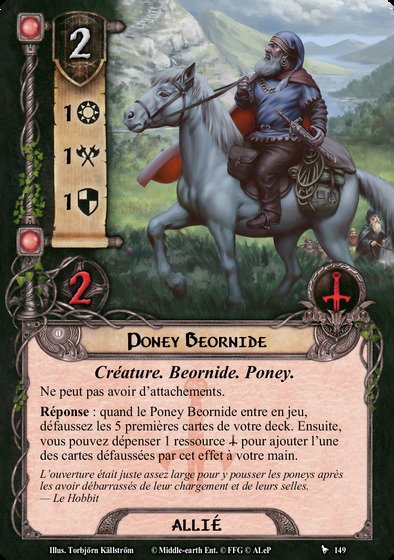 2
1
1
1
2
Poney Beornide
Créature. Beornide. Poney.
Ne peut pas avoir d'attachements.
Réponse : quand le Poney Beornide entre en jeu,
défaussez les 5 premières cartes de votre deck. Ensuite,
vous pouvez dépenser 1 ressource pour ajouter l'une
des cartes défaussées par cet effet à votre main.
L'ouverture était juste assez large pour y pousser les poneys après
les avoir débarrassés de leur chargement et de leurs selles.
— Le Hobbit
ALLIÉ
Illus. Torbjörn Källström
© Middle-earth Ent. © FFG © ALeP
149